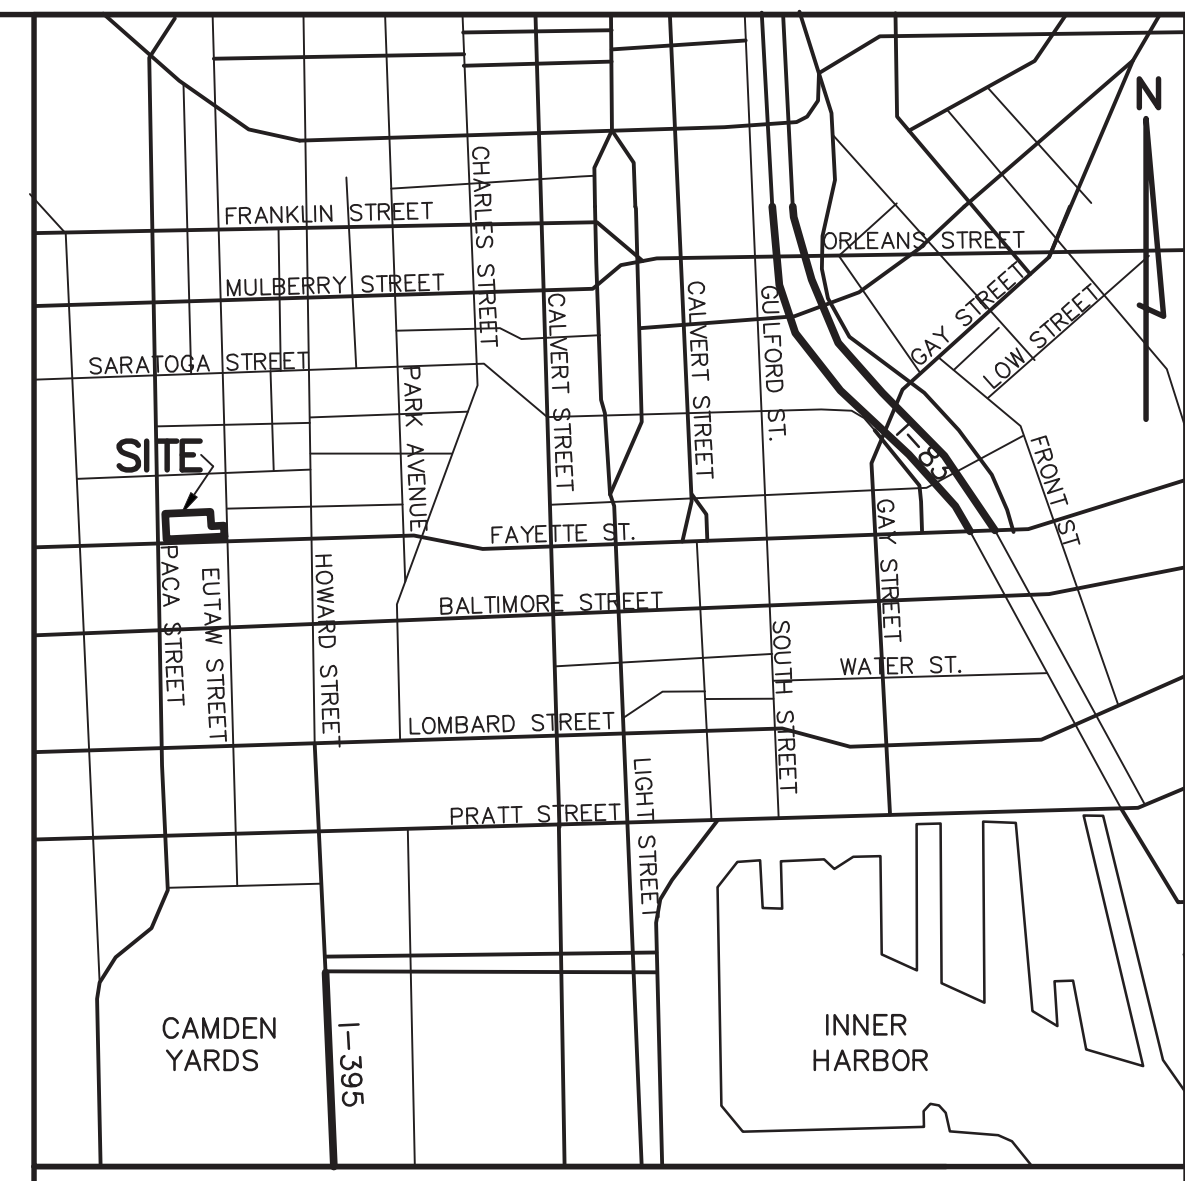 N
CHARLES STREET
FRANKLIN STREET
ORLEANS STREET
MULBERRY STREET
CALVERT STREET
CALVERT STREET
GUILFORD ST.
GAY STREET
LOW STREET
SARATOGA STREET
PARK AVENUE
SITE
I-83
FRONT ST
FAYETTE ST.
GAY STREET
PACA STREET
EUTAW STREET
HOWARD STREET
BALTIMORE STREET
SOUTH STREET
WATER ST.
LOMBARD STREET
LIGHT STREET
PRATT STREET
CAMDEN
YARDS
I-395
INNER
HARBOR